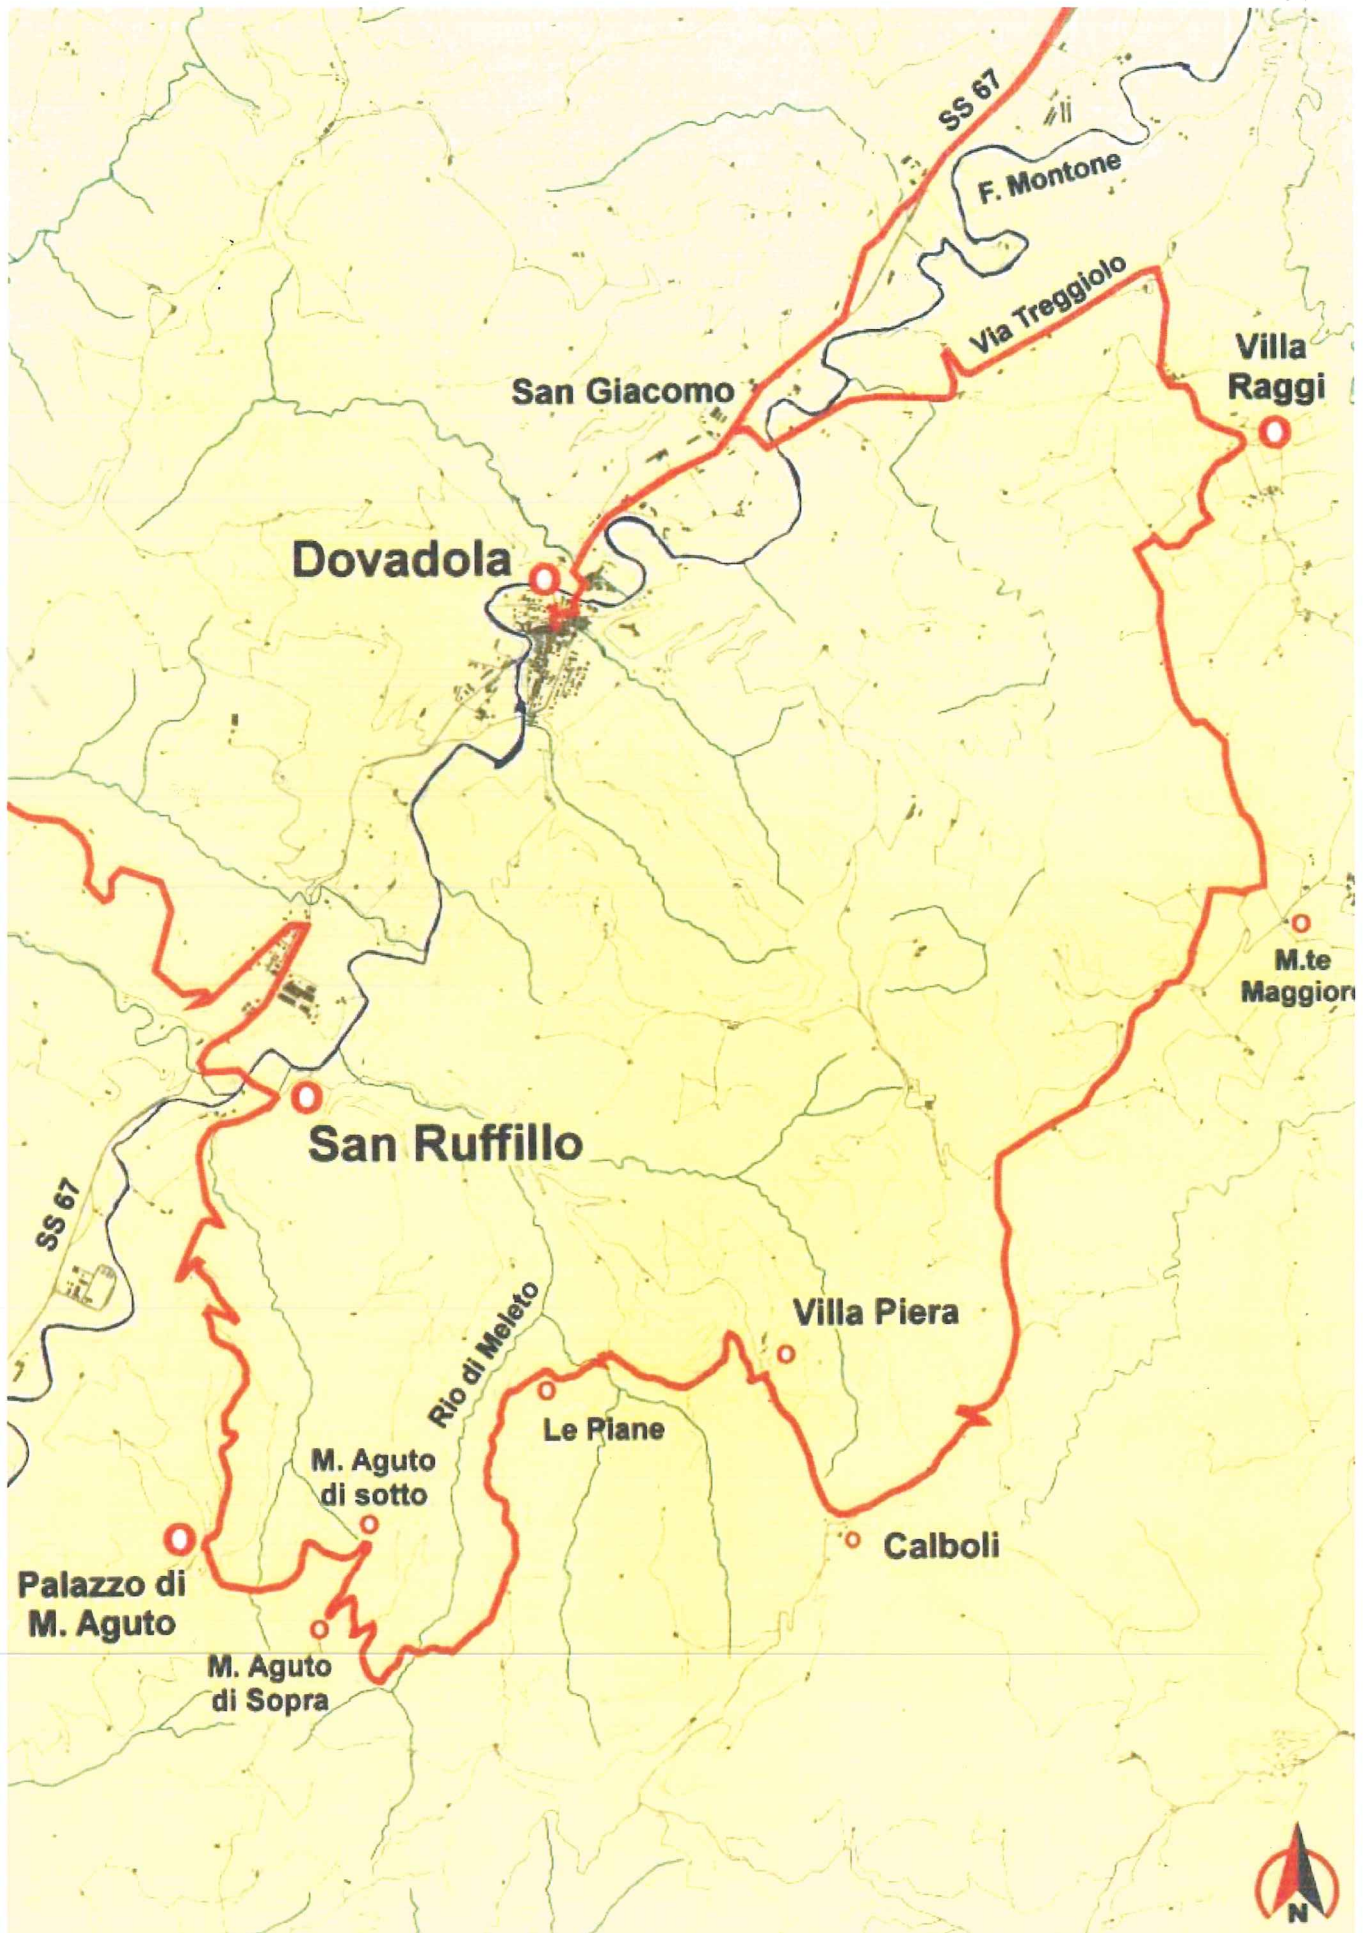 SS 67
F. Montone
Via Treggiolo
Villa
Raggi
San Giacomo
Dovadola
M.te
Maggiore
San Ruffillo
SS 67
Villa Piera
Rio di Meleto
Le Piane
M. Aguto
di sotto
Calboli
Palazzo di
M. Aguto
M. Aguto
di Sopra
N